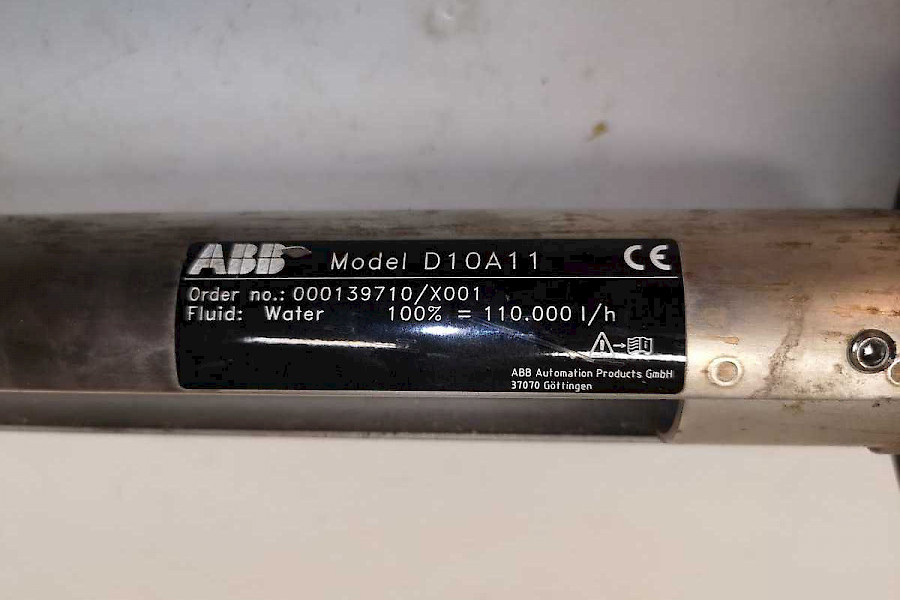 ABB Model D10A11 CE
Order no.: 000139710/X001
Fluid: Water 100% = 110.000 l/h
ABB Automation Products GmbH
37070 Göttingen